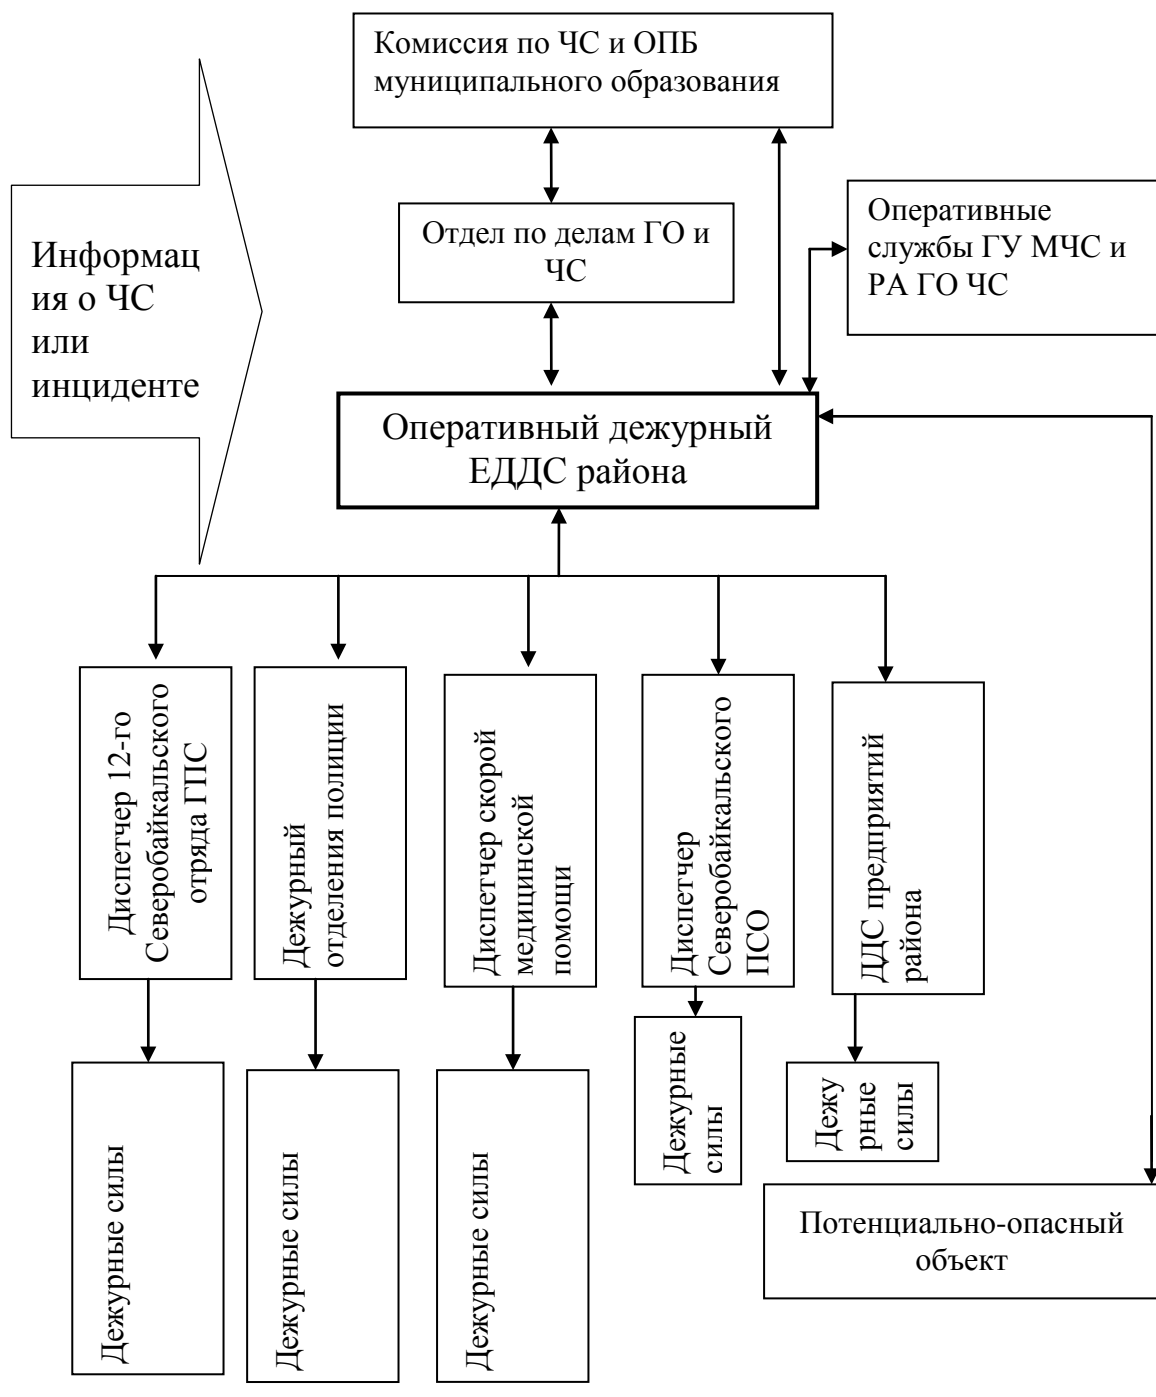 Комиссия по ЧС и ОПБ
муниципального образования
Информац
ия о ЧС
или
инциденте
Отдел по делам ГО и
ЧС
Оперативные
службы ГУ МЧС и
РА ГО ЧС
Оперативный дежурный
ЕДДС района
Диспетчер 12-го
Северобайкальского
отряда ГПС
Дежурный
отделения полиции
Диспетчер скорой
медицинской
помощи
Диспетчер
Северобайкальского
ПСО
ДДС предприятий
района
Дежурные силы
Дежурные силы
Дежурные силы
Дежурные
силы
Дежу
рные
силы
Потенциально-опасный
объект